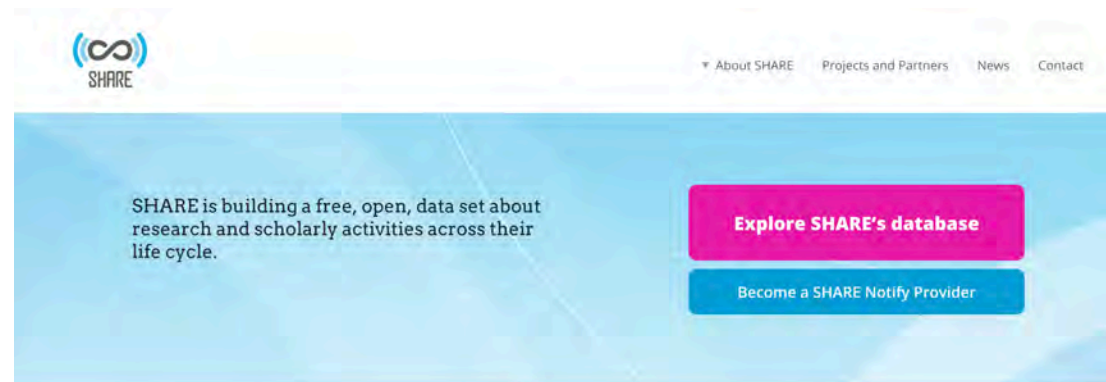 SHARE
About SHARE Projects and Partners News Contact
SHARE is building a free, open, data set about
research and scholarly activities across their
life cycle.
Explore SHARE's database
Become a SHARE Notify Provider